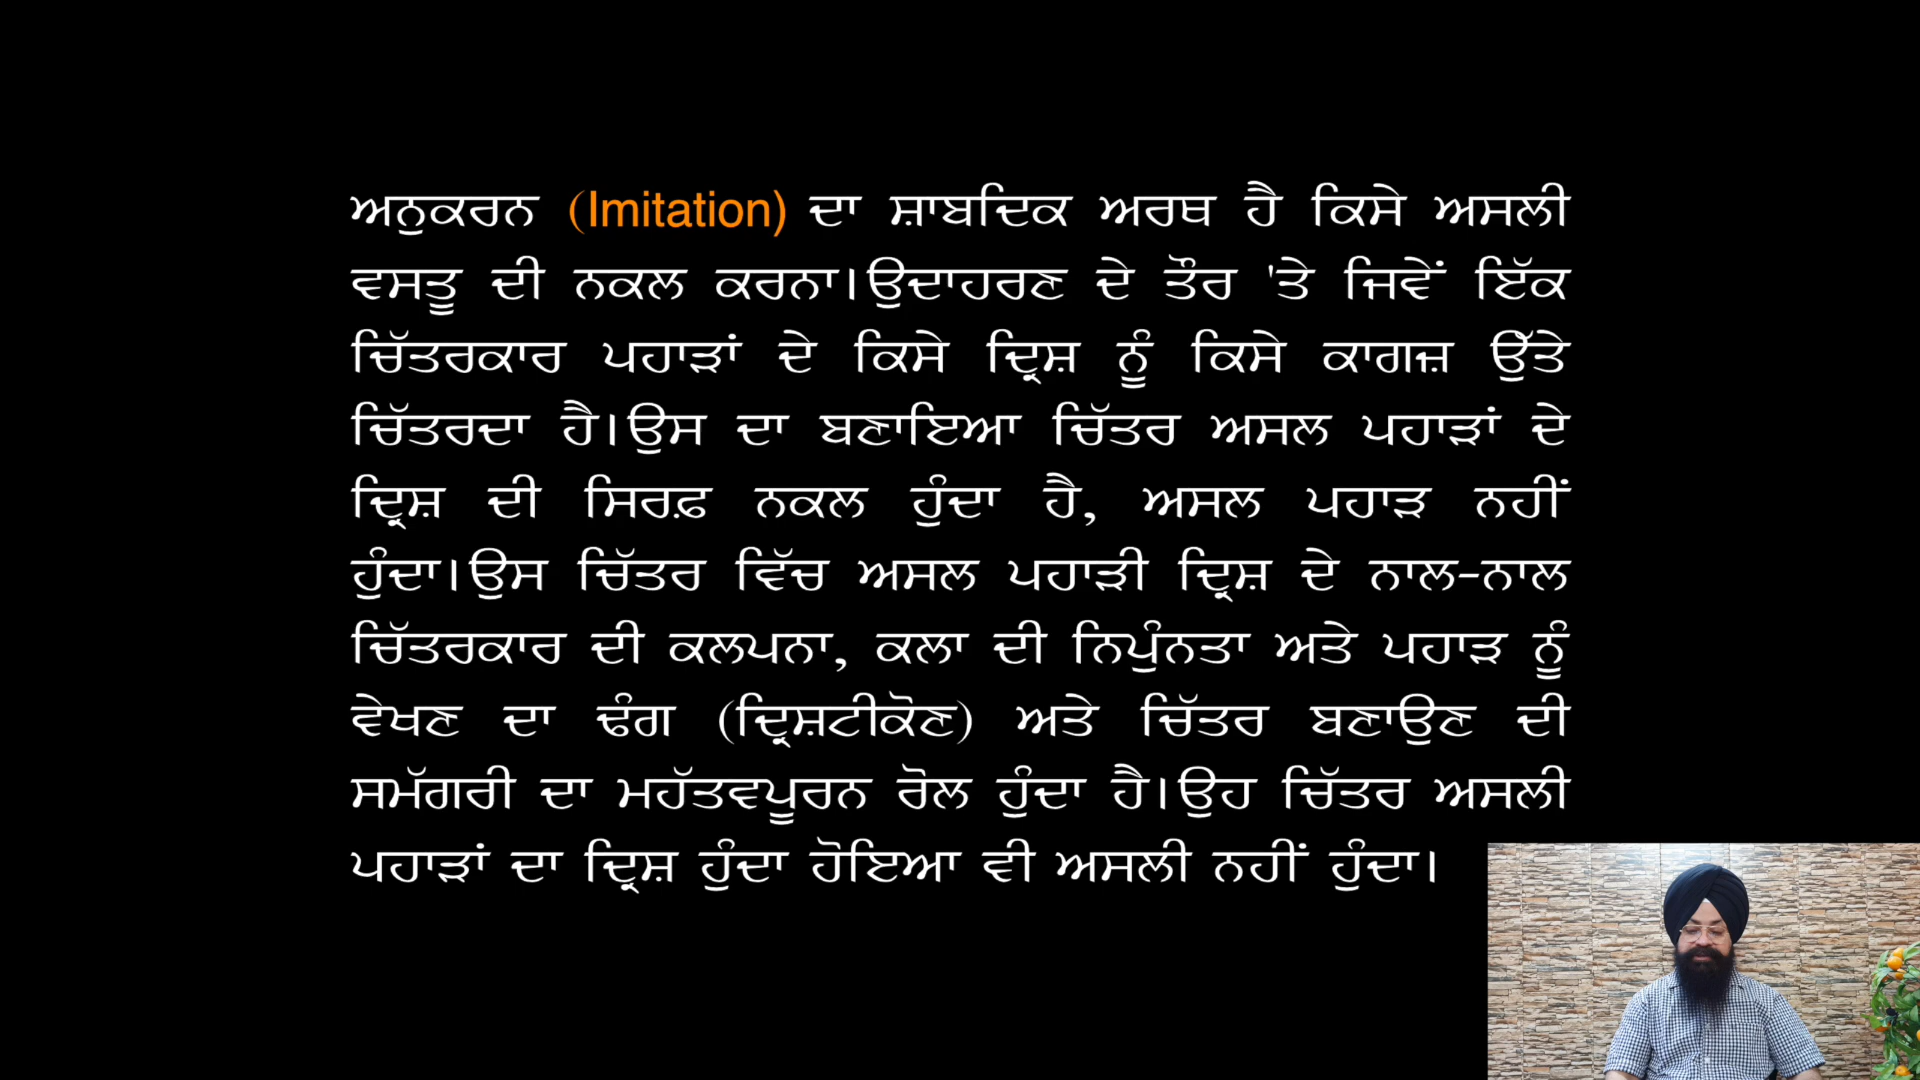 ਅਨੁਕਰਨ (Imitation) ਦਾ ਸ਼ਾਬਦਿਕ ਅਰਥ ਹੈ ਕਿਸੇ ਅਸਲੀ
ਵਸਤੂ ਦੀ ਨਕਲ ਕਰਨਾ।ਉਦਾਹਰਣ ਦੇ ਤੌਰ 'ਤੇ ਜਿਵੇਂ ਇੱਕ
ਚਿੱਤਰਕਾਰ ਪਹਾੜਾਂ ਦੇ ਕਿਸੇ ਦ੍ਰਿਸ਼ ਨੂੰ ਕਿਸੇ ਕਾਗਜ਼ ਉੱਤੇ
ਚਿੱਤਰਦਾ ਹੈ।ਉਸ ਦਾ ਬਣਾਇਆ ਚਿੱਤਰ ਅਸਲ ਪਹਾੜਾਂ ਦੇ
ਦ੍ਰਿਸ਼ ਦੀ ਸਿਰਫ਼ ਨਕਲ ਹੁੰਦਾ ਹੈ, ਅਸਲ ਪਹਾੜ ਨਹੀਂ
ਹੁੰਦਾ।ਉਸ ਚਿੱਤਰ ਵਿੱਚ ਅਸਲ ਪਹਾੜੀ ਦ੍ਰਿਸ਼ ਦੇ ਨਾਲ-ਨਾਲ
ਚਿੱਤਰਕਾਰ ਦੀ ਕਲਪਨਾ, ਕਲਾ ਦੀ ਨਿਪੁੰਨਤਾ ਅਤੇ ਪਹਾੜ ਨੂੰ
ਵੇਖਣ ਦਾ ਢੰਗ (ਦ੍ਰਿਸ਼ਟੀਕੋਣ) ਅਤੇ ਚਿੱਤਰ ਬਣਾਉਣ ਦੀ
ਸਮੱਗਰੀ ਦਾ ਮਹੱਤਵਪੂਰਨ ਰੋਲ ਹੁੰਦਾ ਹੈ।ਉਹ ਚਿੱਤਰ ਅਸਲੀ
ਪਹਾੜਾਂ ਦਾ ਦ੍ਰਿਸ਼ ਹੁੰਦਾ ਹੋਇਆ ਵੀ ਅਸਲੀ ਨਹੀਂ ਹੁੰਦਾ।